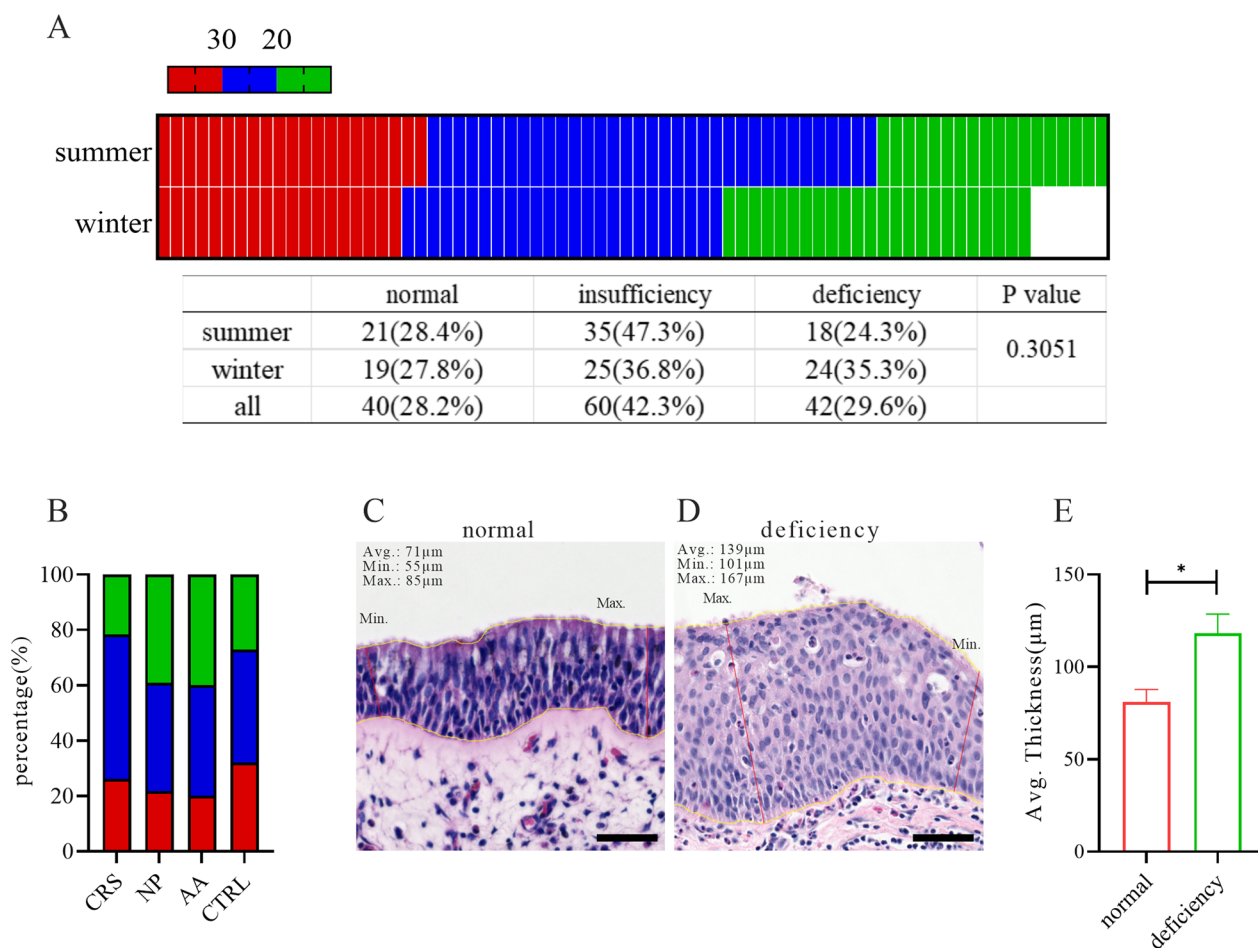 A
30 20
summer
winter
normal insufficiency deficiency P value
summer 21(28.4%) 35(47.3%) 18(24.3%) 0.3051
winter 19(27.8%) 25(36.8%) 24(35.3%)
all 40(28.2%) 60(42.3%) 42(29.6%)
B
percentage(%)
100
80
60
40
20
0
CRS NP AA CTRL
C
normal
Avg.: 71μm
Min.: 55μm
Max.: 85μm
Min.
Max.
D
deficiency
Avg.: 139μm
Min.: 101μm
Max.: 167μm
Max.
Min.
E
Avg. Thickness(μm)
150
100
50
0
*
normal deficiency